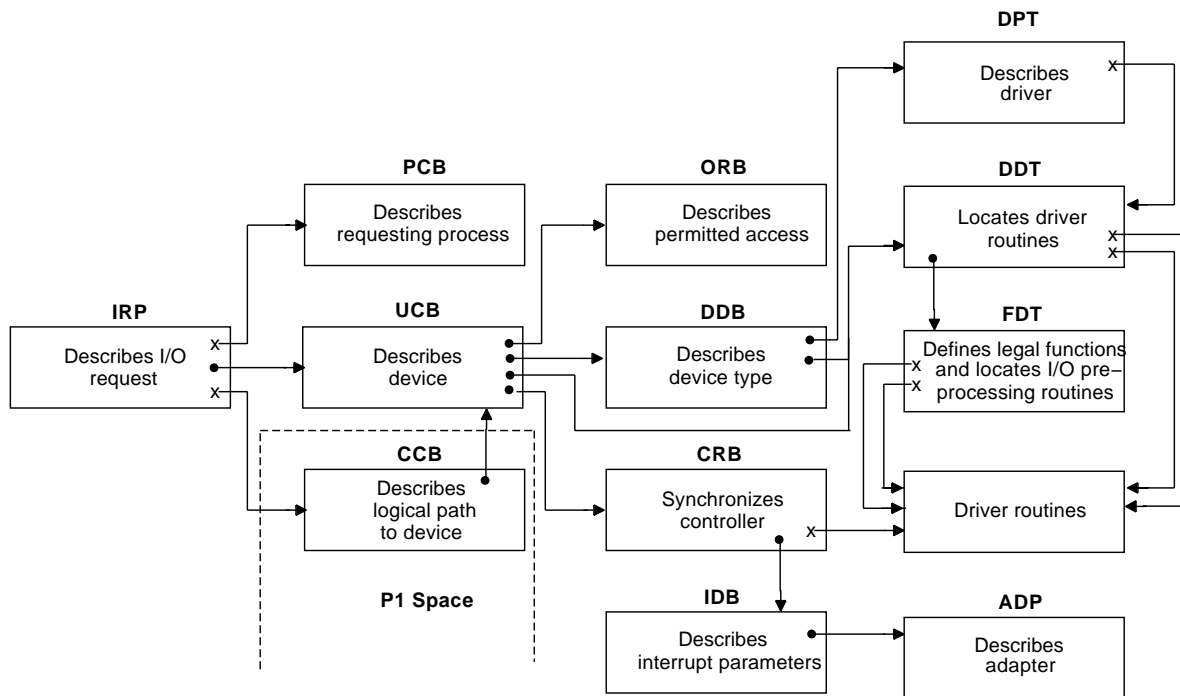 DPT
Describes
driver
PCB
Describes
requesting process
ORB
Describes
permitted access
DDT
Locates driver
routines
IRP
Describes I/O
request
UCB
Describes
device
DDB
Describes
device type
FDT
Defines legal functions
and locates I/O pre–
processing routines
CCB
Describes
logical path
to device
CRB
Synchronizes
controller
Driver routines
P1 Space
IDB
Describes
interrupt parameters
ADP
Describes
adapter